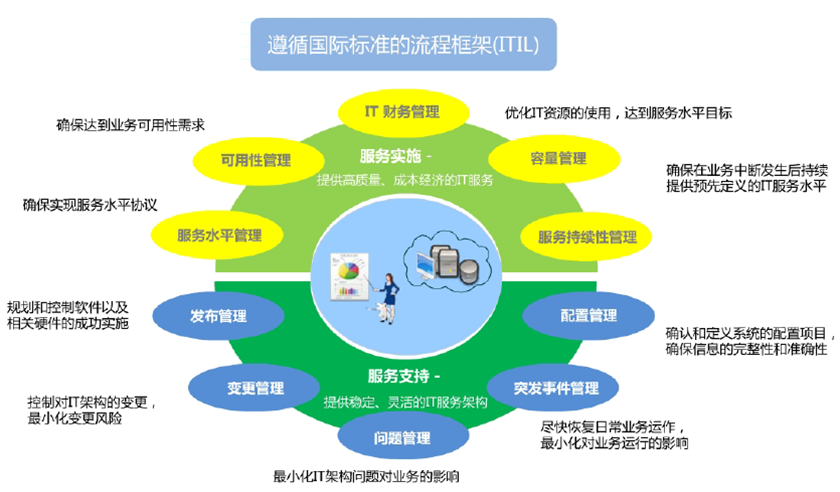 遵循国际标准的流程框架(ITIL)
IT 财务管理
优化IT资源的使用，达到服务水平目标
确保达到业务可用性需求
可用性管理
服务实施 -
容量管理
提供高质量、成本经济的IT服务
确保在业务中断发生后持续
提供预先定义的IT服务水平
确保实现服务水平协议
服务水平管理
服务持续性管理
规划和控制软件以及
相关硬件的成功实施
发布管理
配置管理
确认和定义系统的配置项目，
确保信息的完整性和准确性
服务支持 -
变更管理
突发事件管理
控制对IT架构的变更，
最小化变更风险
提供稳定、灵活的IT服务架构
问题管理
尽快恢复日常业务运作，
最小化对业务运行的影响
最小化IT架构问题对业务的影响